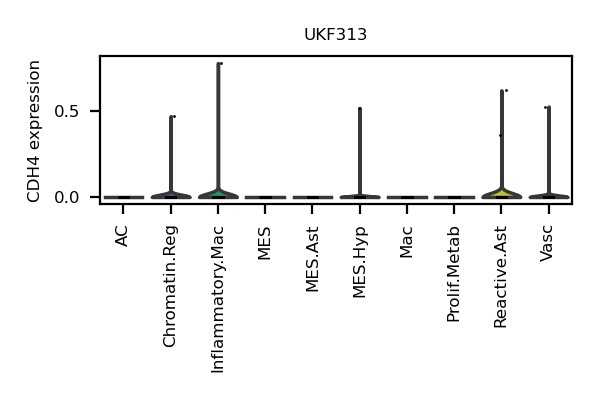 UKF313
CDH4 expression
0.5
0.0
AC
Chromatin.Reg
Inflammatory.Mac
MES
MES.Ast
MES.Hyp
Mac
Prolif.Metab
Reactive.Ast
Vasc